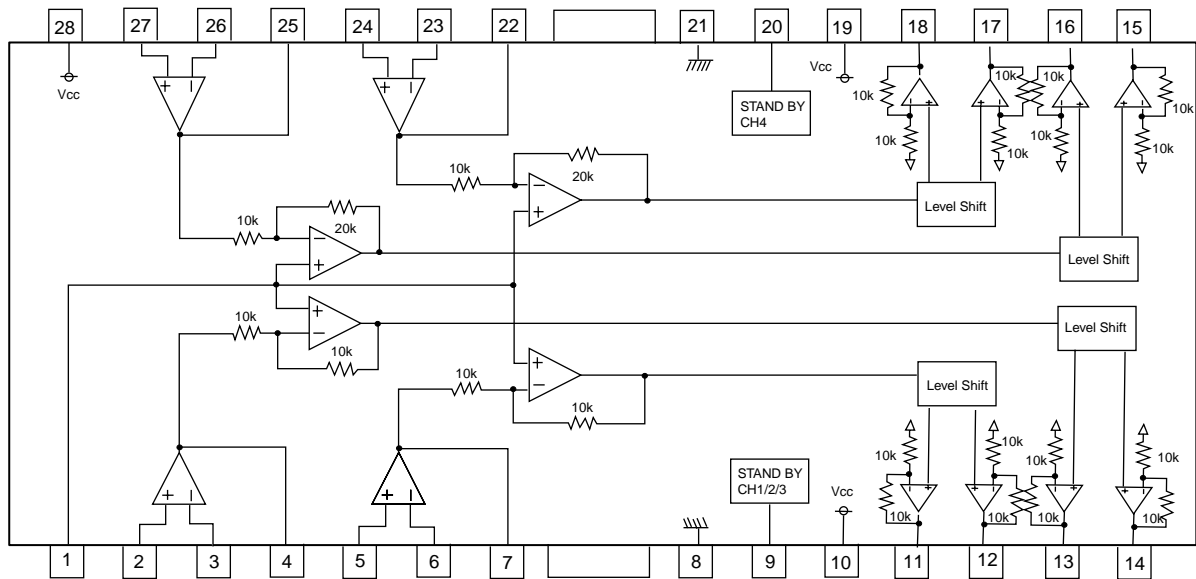 28 27 26 25 24 23 22 21 20 19 18 17 16 15
Vcc
+ −
+ −
STAND BY
CH4
Vcc
10k 10k 10k 10k
10k 10k 10k 10k
10k
20k
−
+
Level Shift
10k
20k
−
+
Level Shift
10k
+
−
10k
Level Shift
10k
+
−
10k
Level Shift
+ −
+ −
STAND BY
CH1/2/3
Vcc
10k 10k 10k 10k
10k 10k 10k 10k
1 2 3 4 5 6 7 8 9 10 11 12 13 14